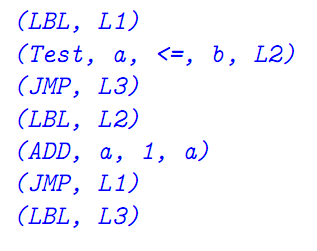 (LBL, L1)
(Test, a, <=, b, L2)
(JMP, L3)
(LBL, L2)
(ADD, a, 1, a)
(JMP, L1)
(LBL, L3)